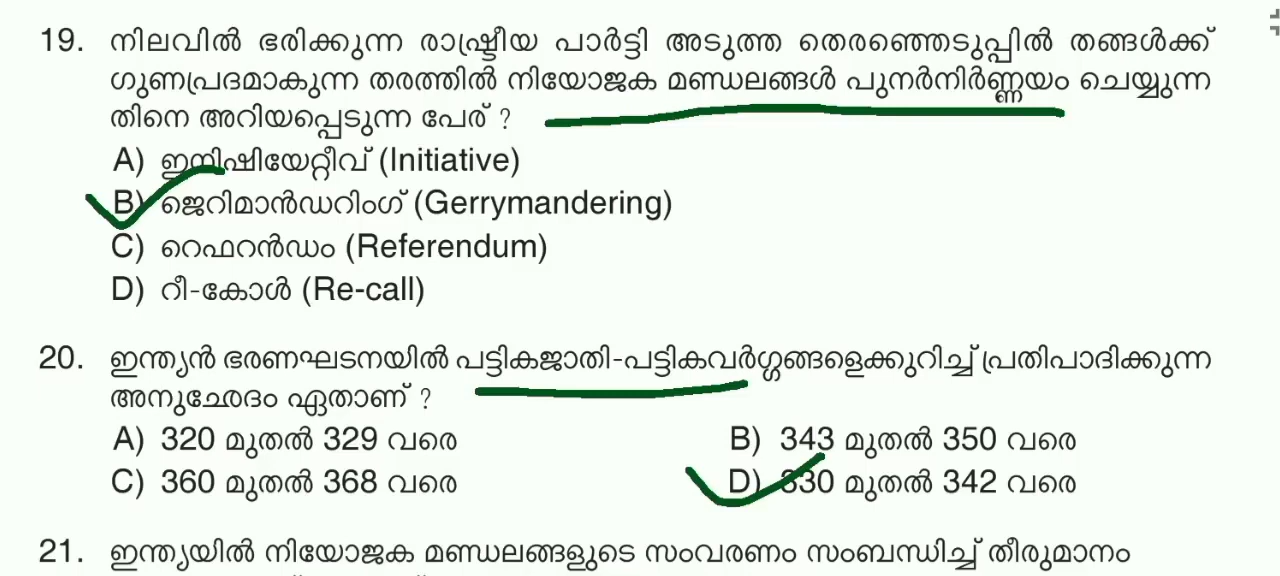 19. നിലവിൽ ഭരിക്കുന്ന രാഷ്ട്രീയ പാർട്ടി അടുത്ത തെരഞ്ഞെടുപ്പിൽ തങ്ങൾക്ക്
ഗുണപ്രദമാകുന്ന തരത്തിൽ നിയോജക മണ്ഡലങ്ങൾ പുനർനിർണ്ണയം ചെയ്യുന്ന
തിനെ അറിയപ്പെടുന്ന പേര് ?
A) ഇനിഷിയേറ്റീവ് (Initiative)
B) ജെറിമാൻഡറിംഗ് (Gerrymandering)
C) റെഫറൻഡം (Referendum)
D) റീ-കോൾ (Re-call)
20. ഇന്ത്യൻ ഭരണഘടനയിൽ പട്ടികജാതി-പട്ടികവർഗ്ഗങ്ങളെക്കുറിച്ച് പ്രതിപാദിക്കുന്ന
അനുഛേദം ഏതാണ് ?
A) 320 മുതൽ 329 വരെ B) 343 മുതൽ 350 വരെ
C) 360 മുതൽ 368 വരെ D) 330 മുതൽ 342 വരെ
21. ഇന്ത്യയിൽ നിയോജക മണ്ഡലങ്ങളുടെ സംവരണം സംബന്ധിച്ച് തീരുമാനം